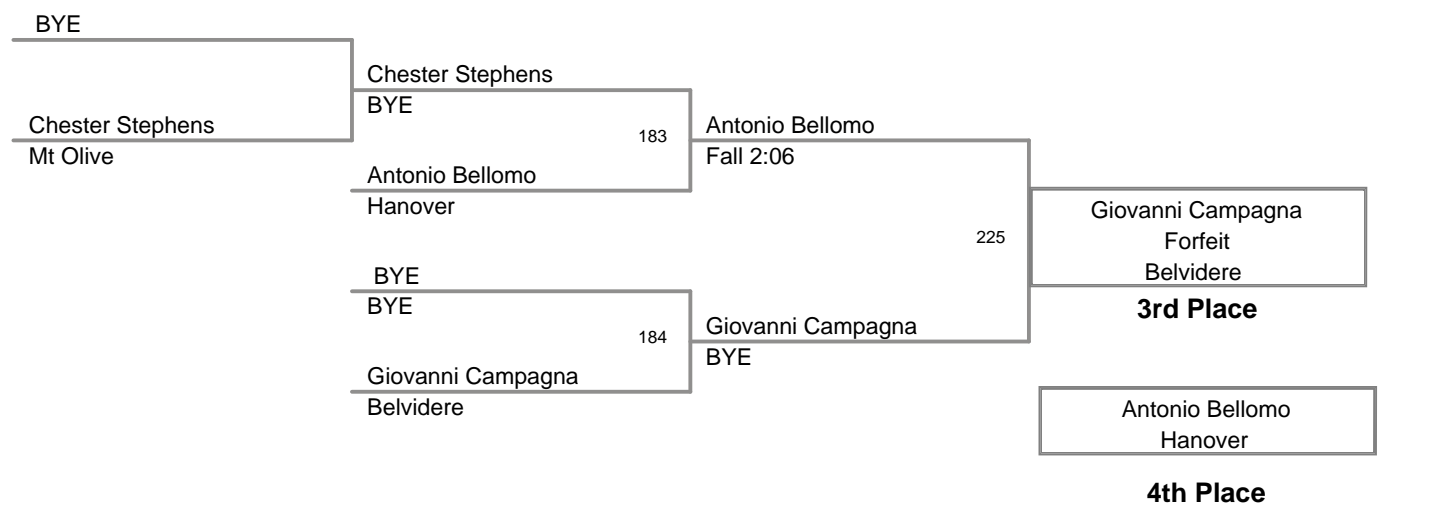 BYE
Chester Stephens
Mt Olive
Chester Stephens
BYE
183
Antonio Bellomo
Hanover
BYE
BYE
184
Giovanni Campagna
Belvidere
Antonio Bellomo
Fall 2:06
225
Giovanni Campagna
BYE
Giovanni Campagna
Forfeit
Belvidere
3rd Place
Antonio Bellomo
Hanover
4th Place